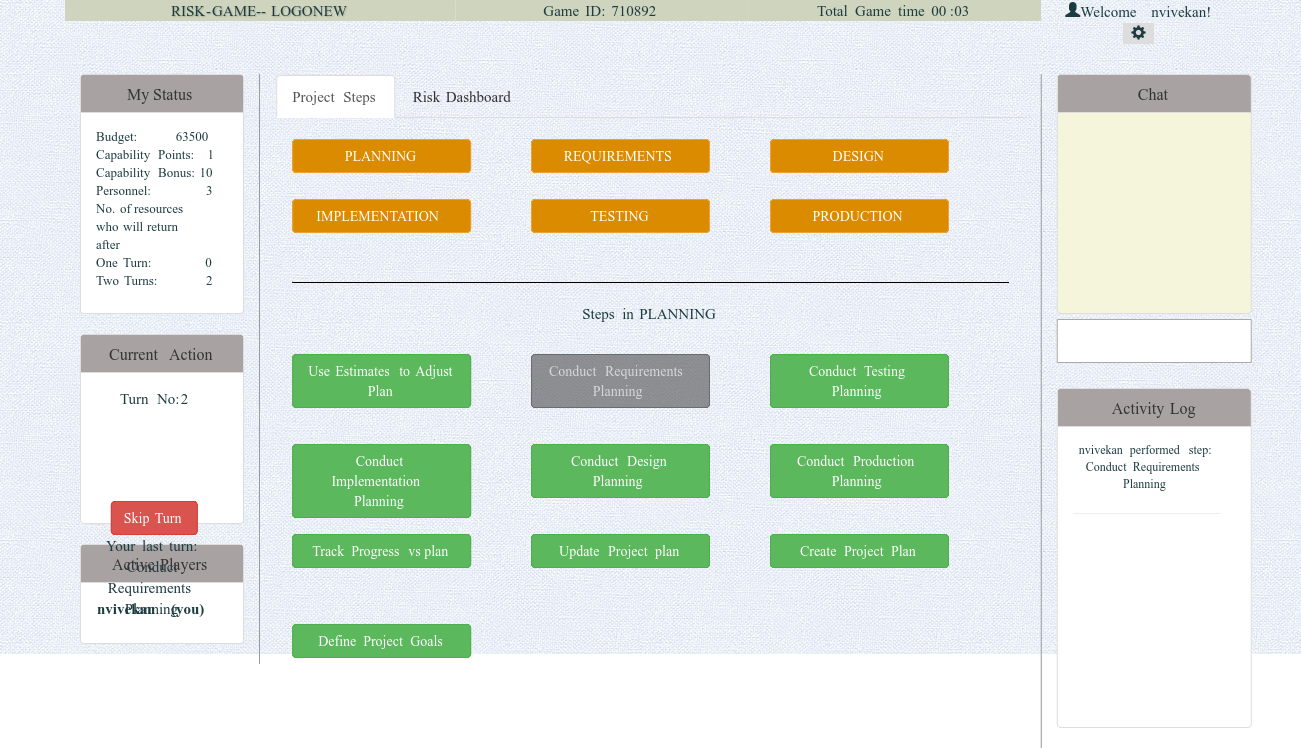 RISK-GAME-- LOGONEW
Game ID: 710892
Total Game time 00 :03
Welcome nvivekan!
My Status
Budget: 63500
Capability Points: 1
Capability Bonus: 10
Personnel: 3
No. of resources
who will return
after
One Turn: 0
Two Turns: 2
Current Action
Turn No:2
Skip Turn
Your last turn:
Conduct
Requirements
Planning
Active Players
nvivekan (you)
Project Steps
Risk Dashboard
PLANNING
REQUIREMENTS
DESIGN
IMPLEMENTATION
TESTING
PRODUCTION
Steps in PLANNING
Use Estimates to Adjust
Plan
Conduct Requirements
Planning
Conduct Testing
Planning
Conduct
Implementation
Planning
Conduct Design
Planning
Conduct Production
Planning
Track Progress vs plan
Update Project plan
Create Project Plan
Define Project Goals
Chat
Activity Log
nvivekan performed step:
Conduct Requirements
Planning